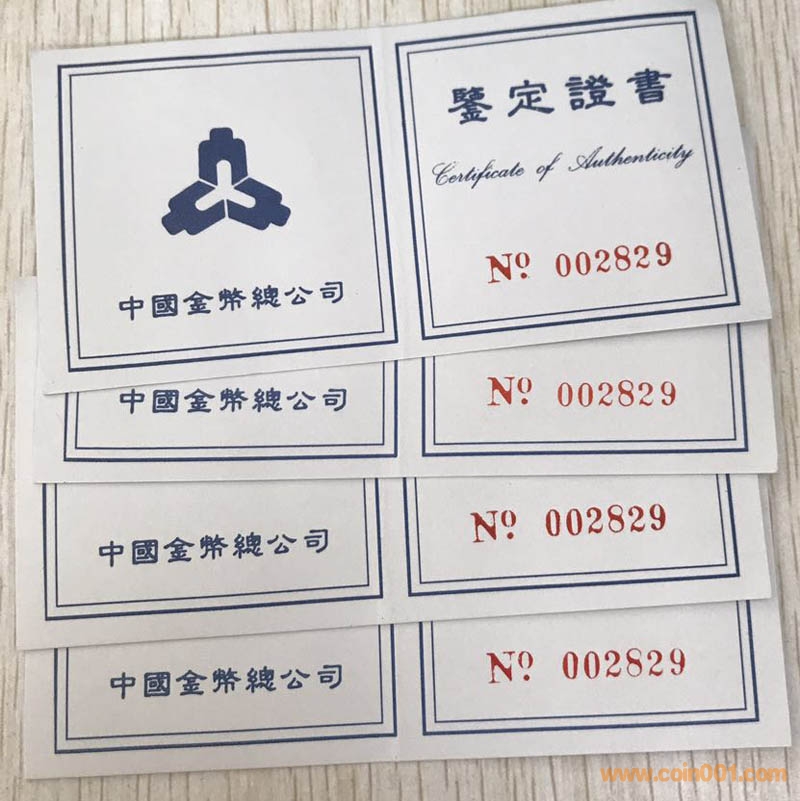 鑒定證書
Certificate of Authenticity
中國金幣總公司
Nº 002829
中國金幣總公司
Nº 002829
中國金幣總公司
Nº 002829
中國金幣總公司
Nº 002829
www.coin001.com